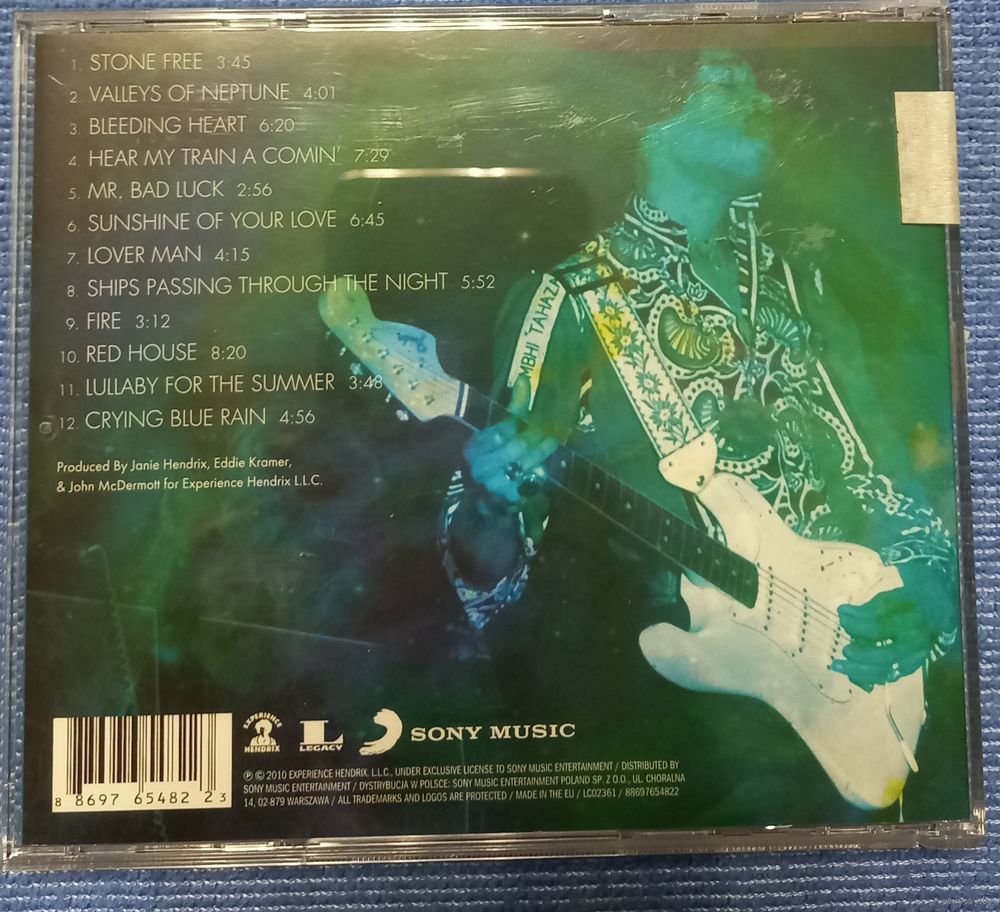 1. STONE FREE 3:45
2. VALLEYS OF NEPTUNE 4:01
3. BLEEDING HEART 6:20
4. HEAR MY TRAIN A COMIN' 7:29
5. MR. BAD LUCK 2:56
6. SUNSHINE OF YOUR LOVE 6:45
7. LOVER MAN 4:15
8. SHIPS PASSING THROUGH THE NIGHT 5:52
9. FIRE 3:12
10. RED HOUSE 8:20
11. LULLABY FOR THE SUMMER 3:48
12. CRYING BLUE RAIN 4:56
Produced By Janie Hendrix, Eddie Kramer,
& John McDermott for Experience Hendrix L.L.C.
MBHI TAHAZI
8 8697 65482 2 3
EXPERIENCE
HENDRIX
L
LEGACY
SONY MUSIC
℗ © 2010 EXPERIENCE HENDRIX, L.L.C., UNDER EXCLUSIVE LICENSE TO SONY MUSIC ENTERTAINMENT / DISTRIBUTED BY
SONY MUSIC ENTERTAINMENT / DYSTRYBUCJA W POLSCE: SONY MUSIC ENTERTAINMENT POLAND SP. Z O.O., UL. CHORALNA
14, 02-879 WARSZAWA / ALL TRADEMARKS AND LOGOS ARE PROTECTED / MADE IN THE EU / LC02361 / 88697654822